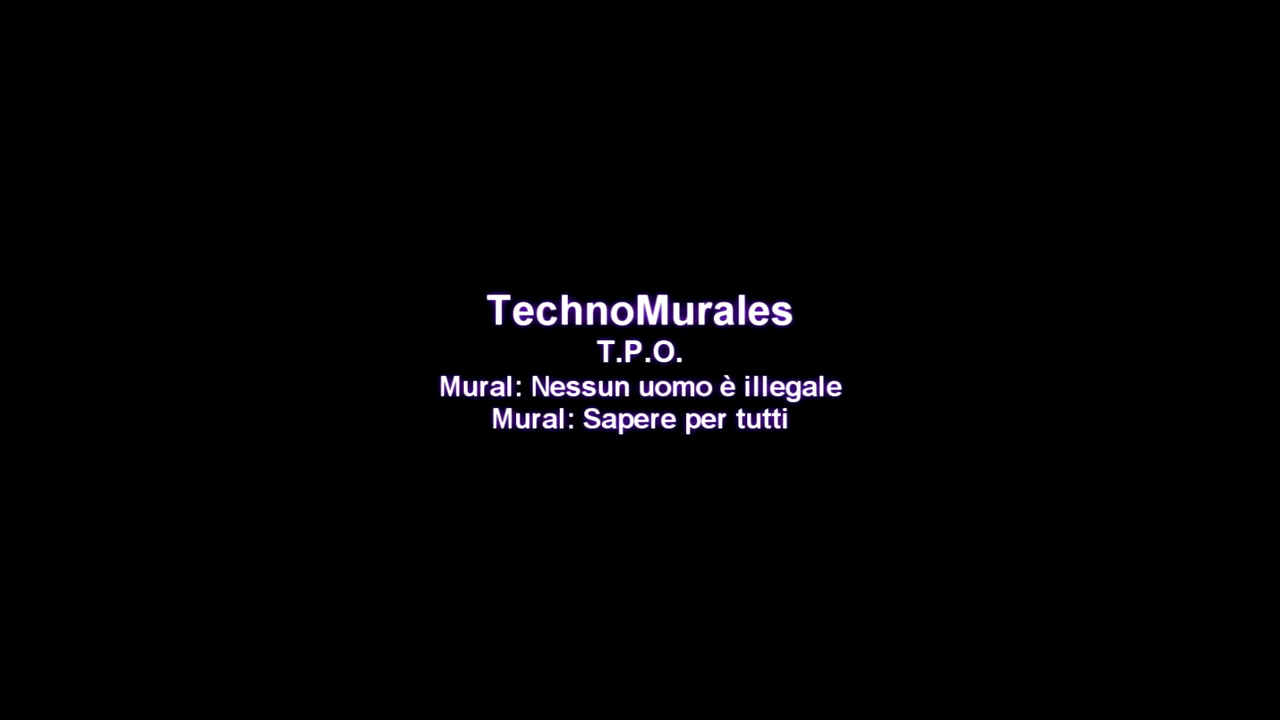 TechnoMurales
T.P.O.
Mural: Nessun uomo è illegale
Mural: Sapere per tutti